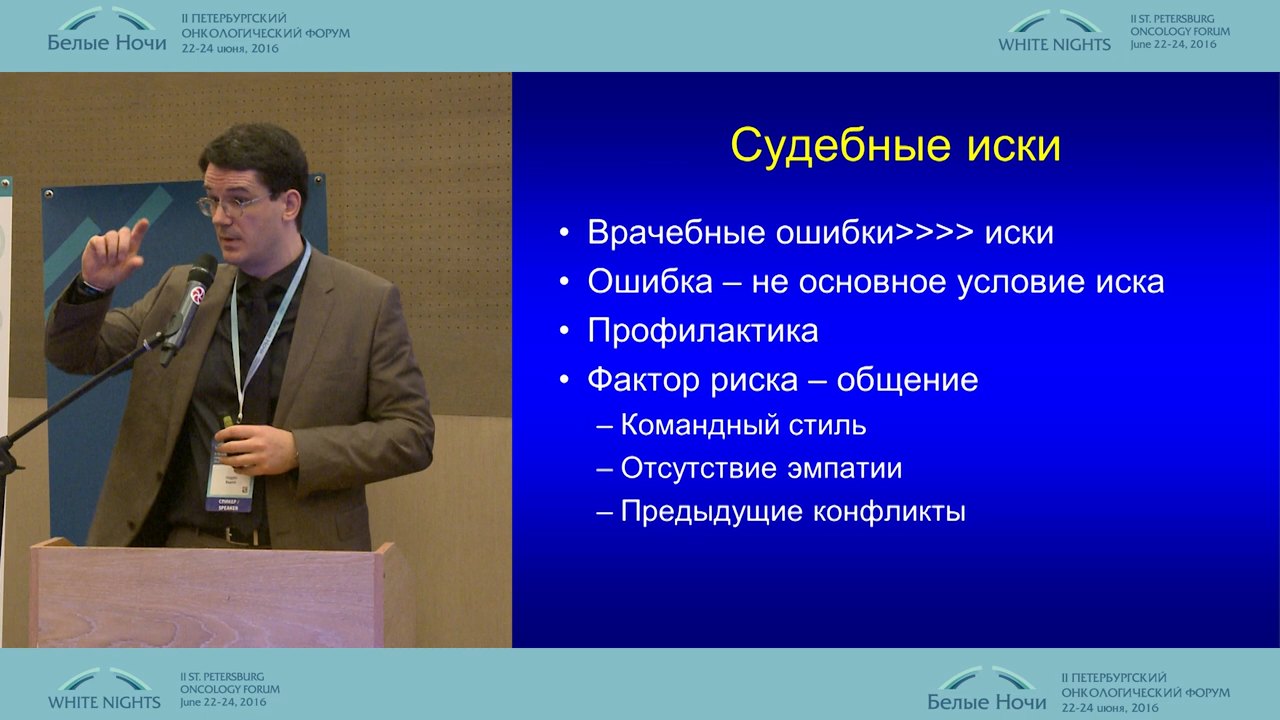 Белые Ночи
II ПЕТЕРБУРГСКИЙ
ОНКОЛОГИЧЕСКИЙ ФОРУМ
22-24 июня, 2016
WHITE NIGHTS
II ST. PETERSBURG
ONCOLOGY FORUM
June 22-24, 2016
СПИКЕР /
SPEAKER
Судебные иски
• Врачебные ошибки>>>> иски
• Ошибка – не основное условие иска
• Профилактика
• Фактор риска – общение
– Командный стиль
– Отсутствие эмпатии
– Предыдущие конфликты
WHITE NIGHTS
II ST. PETERSBURG
ONCOLOGY FORUM
June 22-24, 2016
Белые Ночи
II ПЕТЕРБУРГСКИЙ
ОНКОЛОГИЧЕСКИЙ ФОРУМ
22-24 июня, 2016